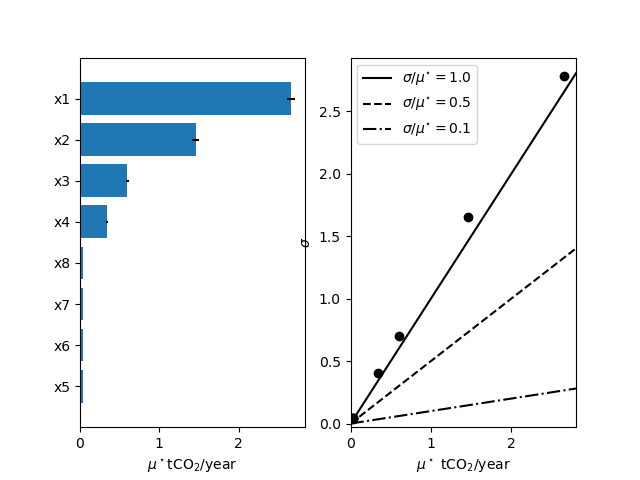 x1
x2
x3
x4
x8
x7
x6
x5
0 1 2
μ⋆tCO₂/year
σ/μ⋆ = 1.0
σ/μ⋆ = 0.5
σ/μ⋆ = 0.1
2.5
2.0
1.5
1.0
0.5
0.0
σ
0 1 2
μ⋆ tCO₂/year